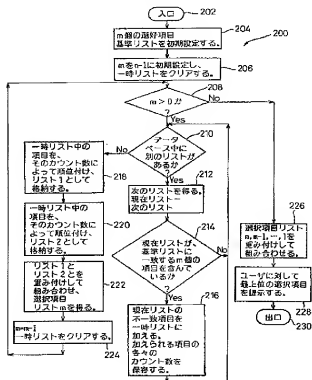 入口
202
m個の選好項目
基準リストを初期設定する。
204
200
mをn-1に初期設定し、
一時リストをクリアする。
206
m>0か
?
208
No
Yes
データ
ベース中に
別のリストが
あるか
?
210
No
Yes
212
次のリストを得る。
現在リスト=
次のリスト
214
現在リストが、
基準リストに
一致するm個の
項目を含んで
いるか
?
No
Yes
216
現在リストの
不一致項目を
一時リストに
加える。
加えられる項目の
各々の
カウント数を
保容する。
一時リスト中の
項目を、
そのカウント数に
よって順位付け、
リスト1として
格納する。
218
一時リスト中の
項目を、
そのカウント数に
よって順位付け、
リスト2として
格納する。
220
リスト1と
リスト2とを
重み付けして
組み合わせ、
選択項目
リストmを得る。
222
m=m-1
一時リストをクリアする。
224
226
選択項目リスト
m,m-1,…,1を
重み付けして
組み合わせる。
ユーザに対して
最上位の選択項目
を提示する。
228
出口
230